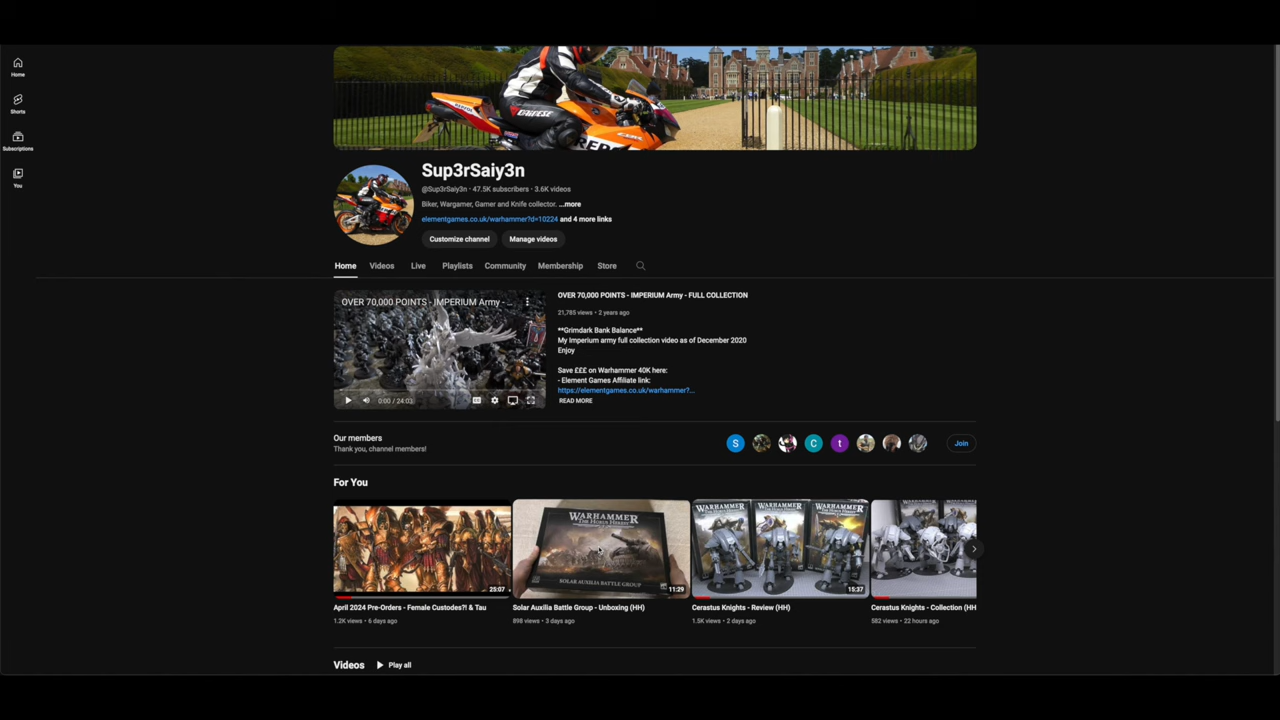 Home
Shorts
Subscriptions
You
Sup3rSaiy3n
@Sup3rSaiy3n · 47.5K subscribers · 3.6K videos
Biker, Wargamer, Gamer and Knife collector. ...more
elementgames.co.uk/warhammer?d=10224 and 4 more links
Customize channel
Manage videos
Home Videos Live Playlists Community Membership Store
OVER 70,000 POINTS - IMPERIUM Army - ...
0:00 / 24:03
OVER 70,000 POINTS - IMPERIUM Army - FULL COLLECTION
21,785 views • 2 years ago
**Grimdark Bank Balance**
My Imperium army full collection video as of December 2020
Enjoy
Save £££ on Warhammer 40K here:
- Element Games Affiliate link:
https://elementgames.co.uk/warhammer?...
READ MORE
Our members
Thank you, channel members!
S
C
t
Join
For You
25:07
WARHAMMER
THE HORUS HERESY
SOLAR AUXILIA BATTLE GROUP
11:29
WARHAMMER
WARHAMMER
WARHAMMER
15:37
April 2024 Pre-Orders - Female Custodes?! & Tau
1.2K views • 6 days ago
Solar Auxilia Battle Group - Unboxing (HH)
898 views • 3 days ago
Cerastus Knights - Review (HH)
1.5K views • 2 days ago
Cerastus Knights - Collection (HH
582 views • 22 hours ago
Videos
Play all